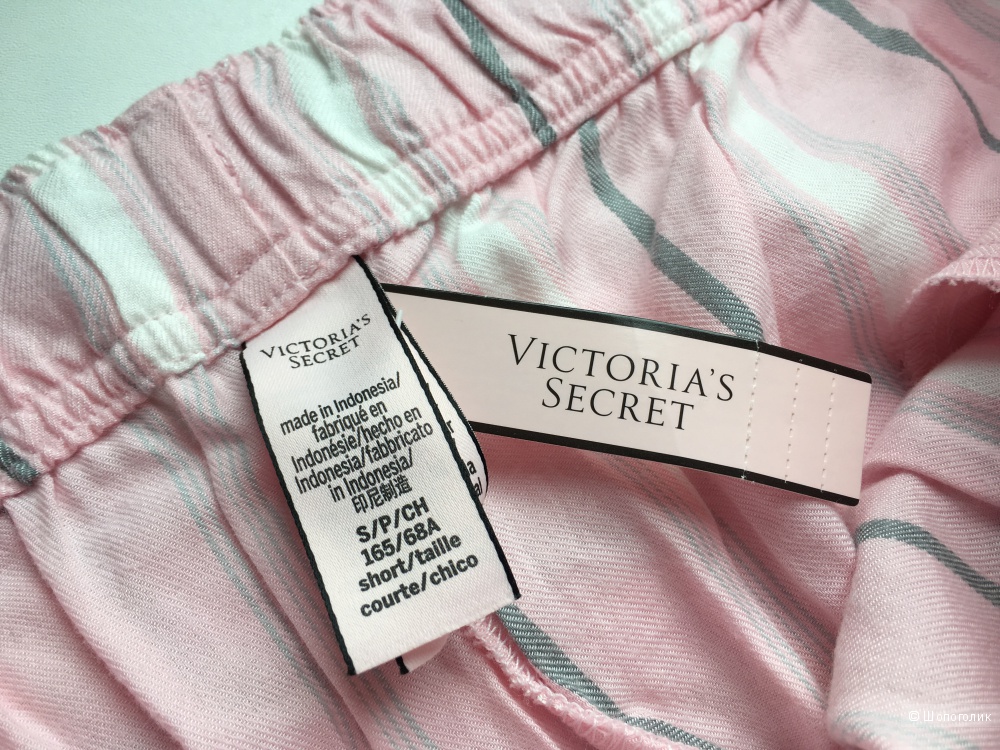 VICTORIA'S
SECRET
made in Indonesia/
fabriqué en
Indonésie/hecho en
Indonesia/fabbricato
in Indonesia/
印尼制造
S/P/CH
165/68A
short/taille
courte/chico
VICTORIA'S
SECRET
© Шопоголик